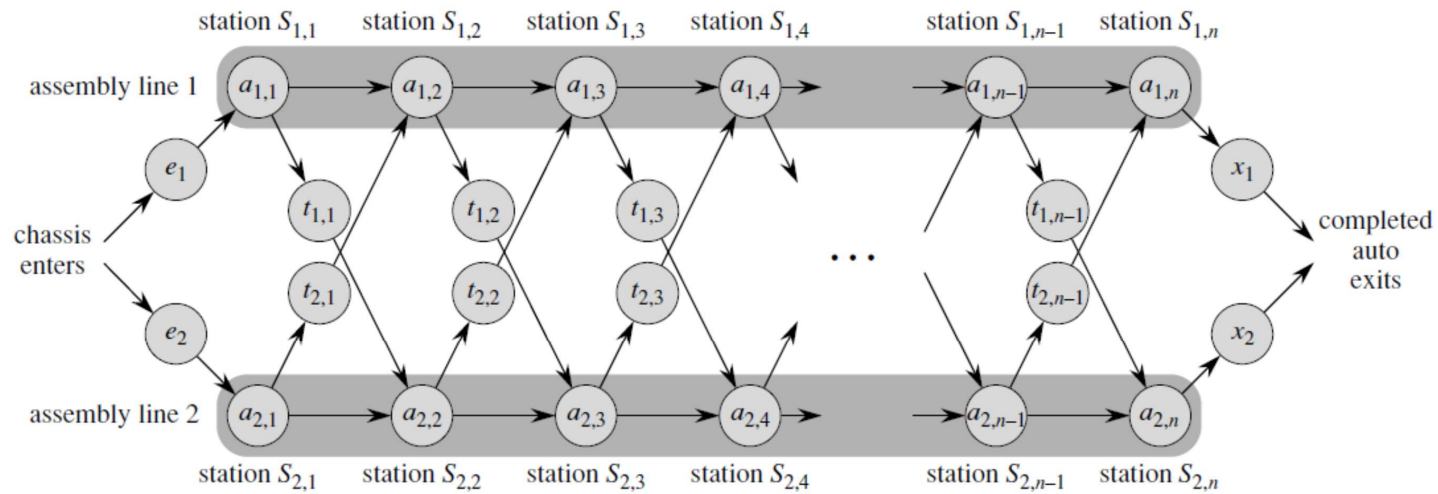 station S1,1 station S1,2 station S1,3 station S1,4 station S1,n–1 station S1,n
assembly line 1 a1,1 a1,2 a1,3 a1,4 a1,n–1 a1,n
e1 x1
t1,1 t1,2 t1,3 t1,n–1
chassis
enters
...
completed
auto
exits
t2,1 t2,2 t2,3 t2,n–1
e2 x2
assembly line 2 a2,1 a2,2 a2,3 a2,4 a2,n–1 a2,n
station S2,1 station S2,2 station S2,3 station S2,4 station S2,n–1 station S2,n